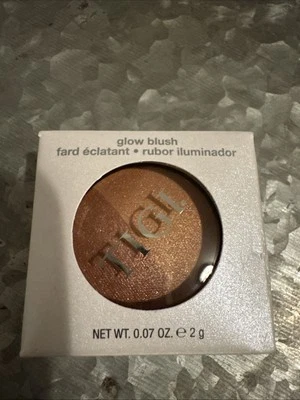 glow blush
fard éclatant • rubor iluminador
TIGI
NET WT. 0.07 OZ. ℮ 2 g